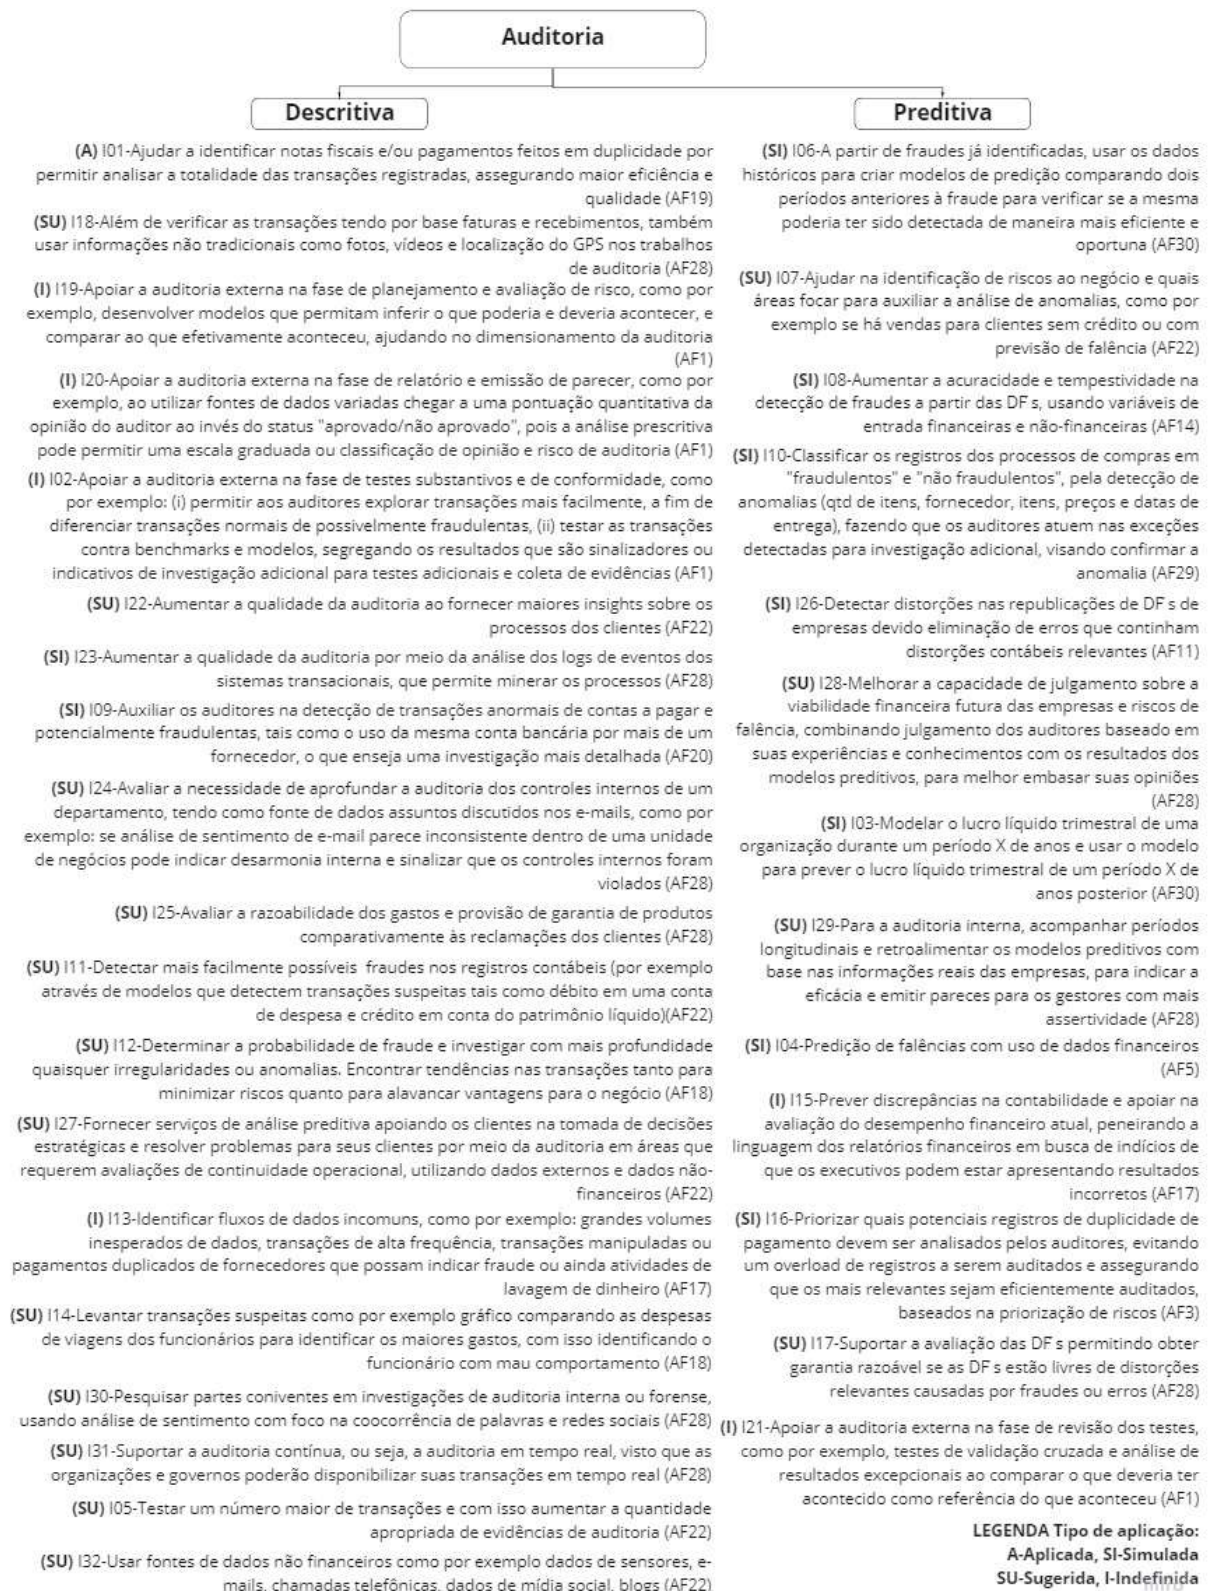 Auditoria
Descritiva
(A) I01-Ajudar a identificar notas fiscais e/ou pagamentos feitos em duplicidade por
permitir analisar a totalidade das transações registradas, assegurando maior eficiência e
qualidade (AF19)
(SU) I18-Além de verificar as transações tendo por base faturas e recebimentos, também
usar informações não tradicionais como fotos, vídeos e localização do GPS nos trabalhos
de auditoria (AF28)
(I) I19-Apoiar a auditoria externa na fase de planejamento e avaliação de risco, como por
exemplo, desenvolver modelos que permitam inferir o que poderia e deveria acontecer, e
comparar ao que efetivamente aconteceu, ajudando no dimensionamento da auditoria
(AF1)
(I) I20-Apoiar a auditoria externa na fase de relatório e emissão de parecer, como por
exemplo, ao utilizar fontes de dados variadas chegar a uma pontuação quantitativa da
opinião do auditor ao invés do status "aprovado/não aprovado", pois a análise prescritiva
pode permitir uma escala graduada ou classificação de opinião e risco de auditoria (AF1)
(I) I02-Apoiar a auditoria externa na fase de testes substantivos e de conformidade, como
por exemplo: (i) permitir aos auditores explorar transações mais facilmente, a fim de
diferenciar transações normais de possivelmente fraudulentas, (ii) testar as transações
contra benchmarks e modelos, segregando os resultados que são sinalizadores ou
indicativos de investigação adicional para testes adicionais e coleta de evidências (AF1)
(SU) I22-Aumentar a qualidade da auditoria ao fornecer maiores insights sobre os
processos dos clientes (AF22)
(SI) I23-Aumentar a qualidade da auditoria por meio da análise dos logs de eventos dos
sistemas transacionais, que permite minerar os processos (AF28)
(SI) I09-Auxiliar os auditores na detecção de transações anormais de contas a pagar e
potencialmente fraudulentas, tais como o uso da mesma conta bancária por mais de um
fornecedor, o que enseja uma investigação mais detalhada (AF20)
(SU) I24-Avaliar a necessidade de aprofundar a auditoria dos controles internos de um
departamento, tendo como fonte de dados assuntos discutidos nos e-mails, como por
exemplo: se análise de sentimento de e-mail parece inconsistente dentro de uma unidade
de negócios pode indicar desarmonia interna e sinalizar que os controles internos foram
violados (AF28)
(SU) I25-Avaliar a razoabilidade dos gastos e provisão de garantia de produtos
comparativamente às reclamações dos clientes (AF28)
(SU) I11-Detectar mais facilmente possíveis fraudes nos registros contábeis (por exemplo
através de modelos que detectem transações suspeitas tais como débito em uma conta
de despesa e crédito em conta do patrimônio líquido)(AF22)
(SU) I12-Determinar a probabilidade de fraude e investigar com mais profundidade
quaisquer irregularidades ou anomalias. Encontrar tendências nas transações tanto para
minimizar riscos quanto para alavancar vantagens para o negócio (AF18)
(SU) I27-Fornecer serviços de análise preditiva apoiando os clientes na tomada de decisões
estratégicas e resolver problemas para seus clientes por meio da auditoria em áreas que
requerem avaliações de continuidade operacional, utilizando dados externos e dados não-
financeiros (AF22)
(I) I13-Identificar fluxos de dados incomuns, como por exemplo: grandes volumes
inesperados de dados, transações de alta frequência, transações manipuladas ou
pagamentos duplicados de fornecedores que possam indicar fraude ou ainda atividades de
lavagem de dinheiro (AF17)
(SU) I14-Levantar transações suspeitas como por exemplo gráfico comparando as despesas
de viagens dos funcionários para identificar os maiores gastos, com isso identificando o
funcionário com mau comportamento (AF18)
(SU) I30-Pesquisar partes coniventes em investigações de auditoria interna ou forense,
usando análise de sentimento com foco na coocorrência de palavras e redes sociais (AF28)
(SU) I31-Suportar a auditoria contínua, ou seja, a auditoria em tempo real, visto que as
organizações e governos poderão disponibilizar suas transações em tempo real (AF28)
(SU) I05-Testar um número maior de transações e com isso aumentar a quantidade
apropriada de evidências de auditoria (AF22)
(SU) I32-Usar fontes de dados não financeiros como por exemplo dados de sensores, e-
mails, chamadas telefônicas, dados de mídia social, blogs (AF22)
Preditiva
(SI) I06-A partir de fraudes já identificadas, usar os dados
históricos para criar modelos de predição comparando dois
períodos anteriores à fraude para verificar se a mesma
poderia ter sido detectada de maneira mais eficiente e
oportuna (AF30)
(SU) I07-Ajudar na identificação de riscos ao negócio e quais
áreas focar para auxiliar a análise de anomalias, como por
exemplo se há vendas para clientes sem crédito ou com
previsão de falência (AF22)
(SI) I08-Aumentar a acuracidade e tempestividade na
detecção de fraudes a partir das DF's, usando variáveis de
entrada financeiras e não-financeiras (AF14)
(SI) I10-Classificar os registros dos processos de compras em
"fraudulentos" e "não fraudulentos", pela detecção de
anomalias (qtd de itens, fornecedor, itens, preços e datas de
entrega), fazendo que os auditores atuem nas exceções
detectadas para investigação adicional, visando confirmar a
anomalia (AF29)
(SI) I26-Detectar distorções nas republicações de DF's de
empresas devido eliminação de erros que continham
distorções contábeis relevantes (AF11)
(SU) I28-Melhorar a capacidade de julgamento sobre a
viabilidade financeira futura das empresas e riscos de
falência, combinando julgamento dos auditores baseado em
suas experiências e conhecimentos com os resultados dos
modelos preditivos, para melhor embasar suas opiniões
(AF28)
(SI) I03-Modelar o lucro líquido trimestral de uma
organização durante um período X de anos e usar o modelo
para prever o lucro líquido trimestral de um período X de
anos posterior (AF30)
(SU) I29-Para a auditoria interna, acompanhar períodos
longitudinais e retroalimentar os modelos preditivos com
base nas informações reais das empresas, para indicar a
eficácia e emitir pareces para os gestores com mais
assertividade (AF28)
(SI) I04-Predição de falências com uso de dados financeiros
(AF5)
(I) I15-Prever discrepâncias na contabilidade e apoiar na
avaliação do desempenho financeiro atual, peneirando a
linguagem dos relatórios financeiros em busca de indícios de
que os executivos podem estar apresentando resultados
incorretos (AF17)
(SI) I16-Priorizar quais potenciais registros de duplicidade de
pagamento devem ser analisados pelos auditores, evitando
um overload de registros a serem auditados e assegurando
que os mais relevantes sejam eficientemente auditados,
baseados na priorização de riscos (AF3)
(SU) I17-Suportar a avaliação das DF's permitindo obter
garantia razoável se as DF's estão livres de distorções
relevantes causadas por fraudes ou erros (AF28)
(I) I21-Apoiar a auditoria externa na fase de revisão dos testes,
como por exemplo, testes de validação cruzada e análise de
resultados excepcionais ao comparar o que deveria ter
acontecido como referência do que aconteceu (AF1)
LEGENDA Tipo de aplicação:
A-Aplicada, SI-Simulada
SU-Sugerida, I-Indefinida
miro